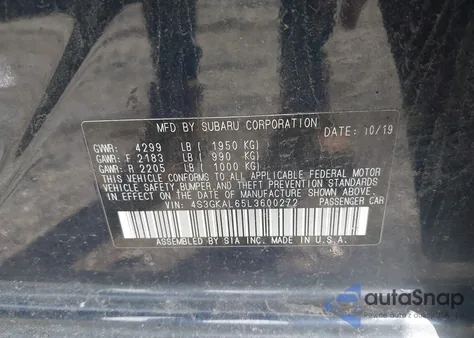 MFD BY SUBARU CORPORATION
DATE: 10/19
GVWR: 4299 LB ( 1950 KG)
GAWR: F 2183 LB ( 990 KG)
GAWR: R 2205 LB ( 1000 KG)
THIS VEHICLE CONFORMS TO ALL APPLICABLE FEDERAL MOTOR
VEHICLE SAFETY, BUMPER, AND THEFT PREVENTION STANDARDS
IN EFFECT ON THE DATE OF MANUFACTURE SHOWN ABOVE.
VIN: 4S3GKAL65L3600272 PASSENGER CAR
ASSEMBLED BY SIA INC. MADE IN U.S.A.
autoSnap